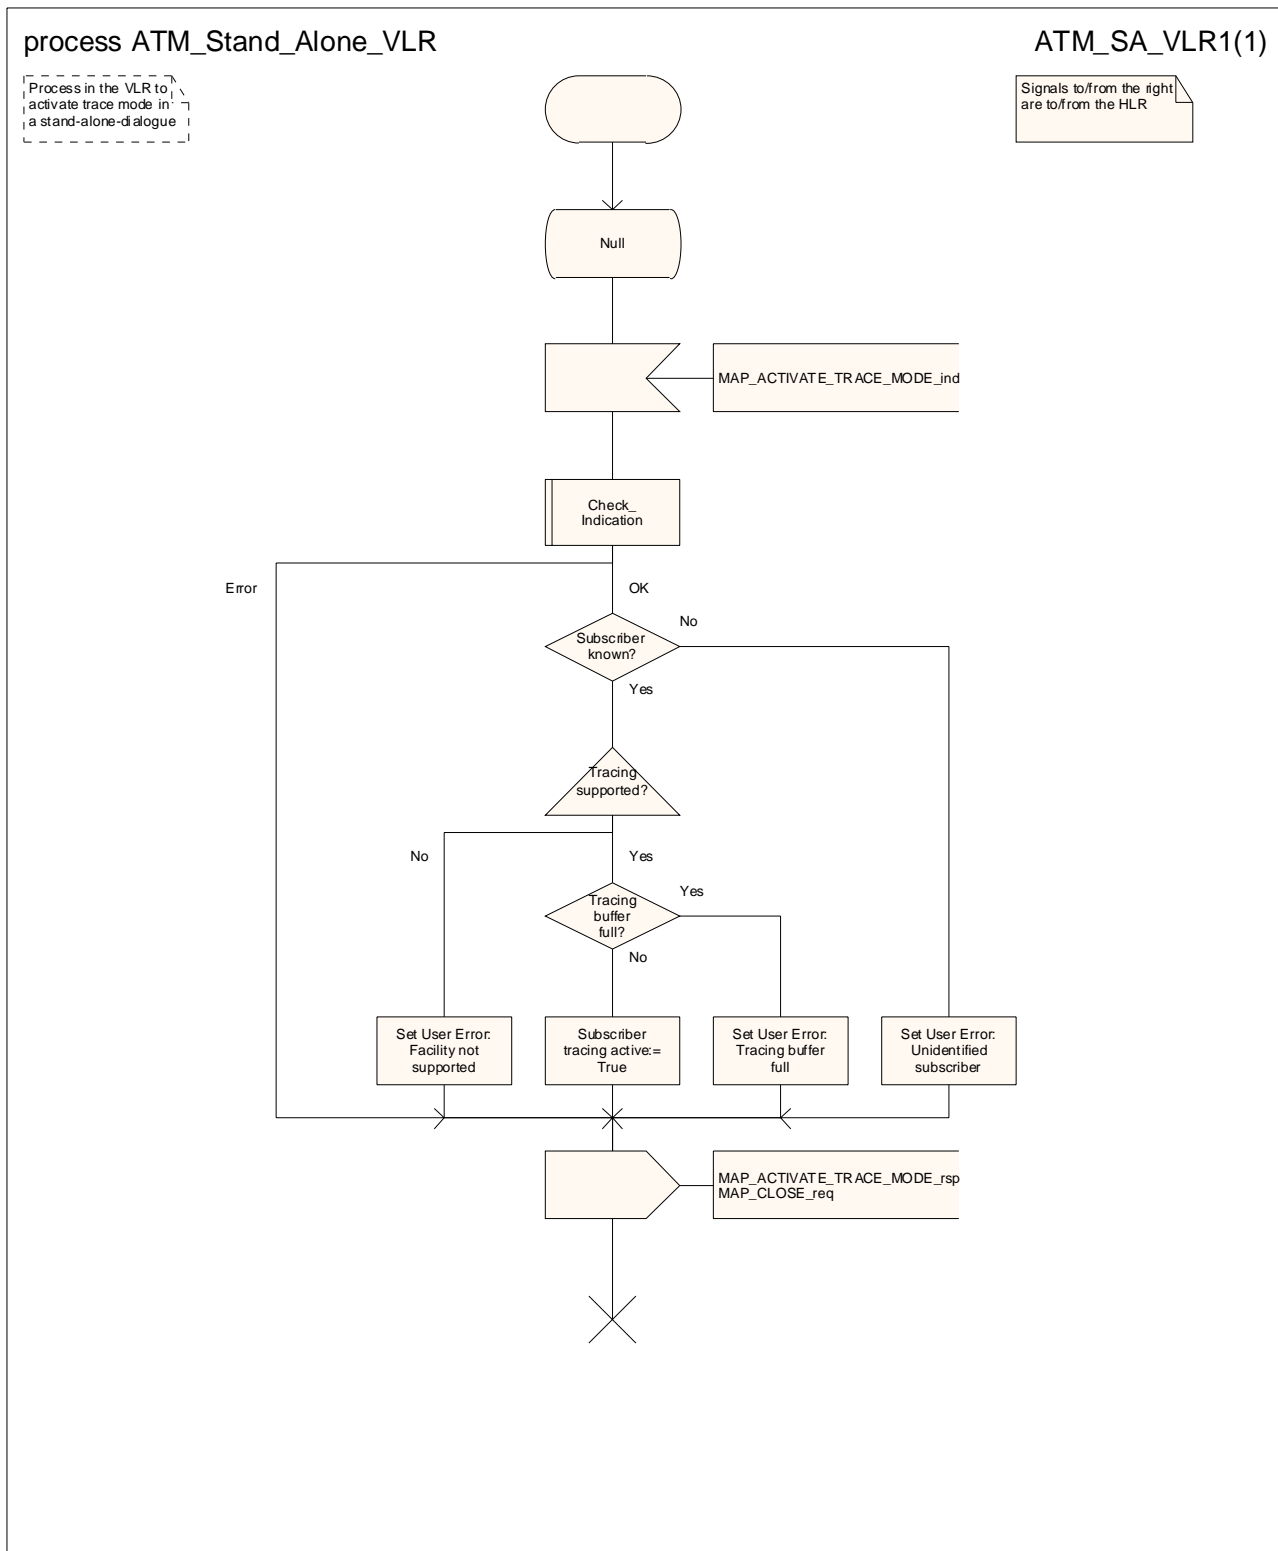 process ATM_Stand_Alone_VLR
ATM_SA_VLR1(1)
Process in the VLR to
activate trace mode in
a stand-alone-dialogue
Signals to/from the right
are to/from the HLR
Null
MAP_ACTIVATE_TRACE_MODE_ind
Check_
Indication
Error
OK
No
Subscriber
known?
Yes
Tracing
supported?
No
Yes
Yes
Tracing
buffer
full?
No
Set User Error:
Facility not
supported
Subscriber
tracing active:=
True
Set User Error:
Tracing buffer
full
Set User Error:
Unidentified
subscriber
MAP_ACTIVATE_TRACE_MODE_rsp
MAP_CLOSE_req